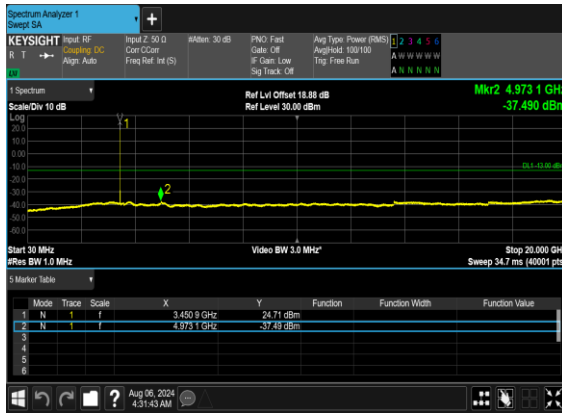 Spectrum Analyzer 1
Swept SA
+
KEYSIGHT Input: RF Input Z: 50 Ω #Atten: 30 dB PNO: Fast Avg Type: Power (RMS) 1 2 3 4 5 6
R T Coupling: DC Corr CCorr Gate: Off Avg|Hold: 100/100 A W W W W W
Align: Auto Freq Ref: Int (S) IF Gain: Low Trig: Free Run
LXI Sig Track: Off A N N N N N
1 Spectrum
Scale/Div 10 dB Ref Lvl Offset 18.88 dB Mkr2 4.973 1 GHz
Ref Level 30.00 dBm -37.490 dBm
Log
20.0
10.0
0.00
-10.0
-20.0
-30.0
-40.0
-50.0
-60.0
1
2
DL1 -13.00 dBm
Start 30 MHz Video BW 3.0 MHz* Stop 20.000 GHz
#Res BW 1.0 MHz Sweep 34.7 ms (40001 pts)
5 Marker Table
Mode Trace Scale X Y Function Function Width Function Value
1 N 1 f 3.450 9 GHz 24.71 dBm
2 N 1 f 4.973 1 GHz -37.49 dBm
3
4
5
6
? Aug 06, 2024
4:31:43 AM